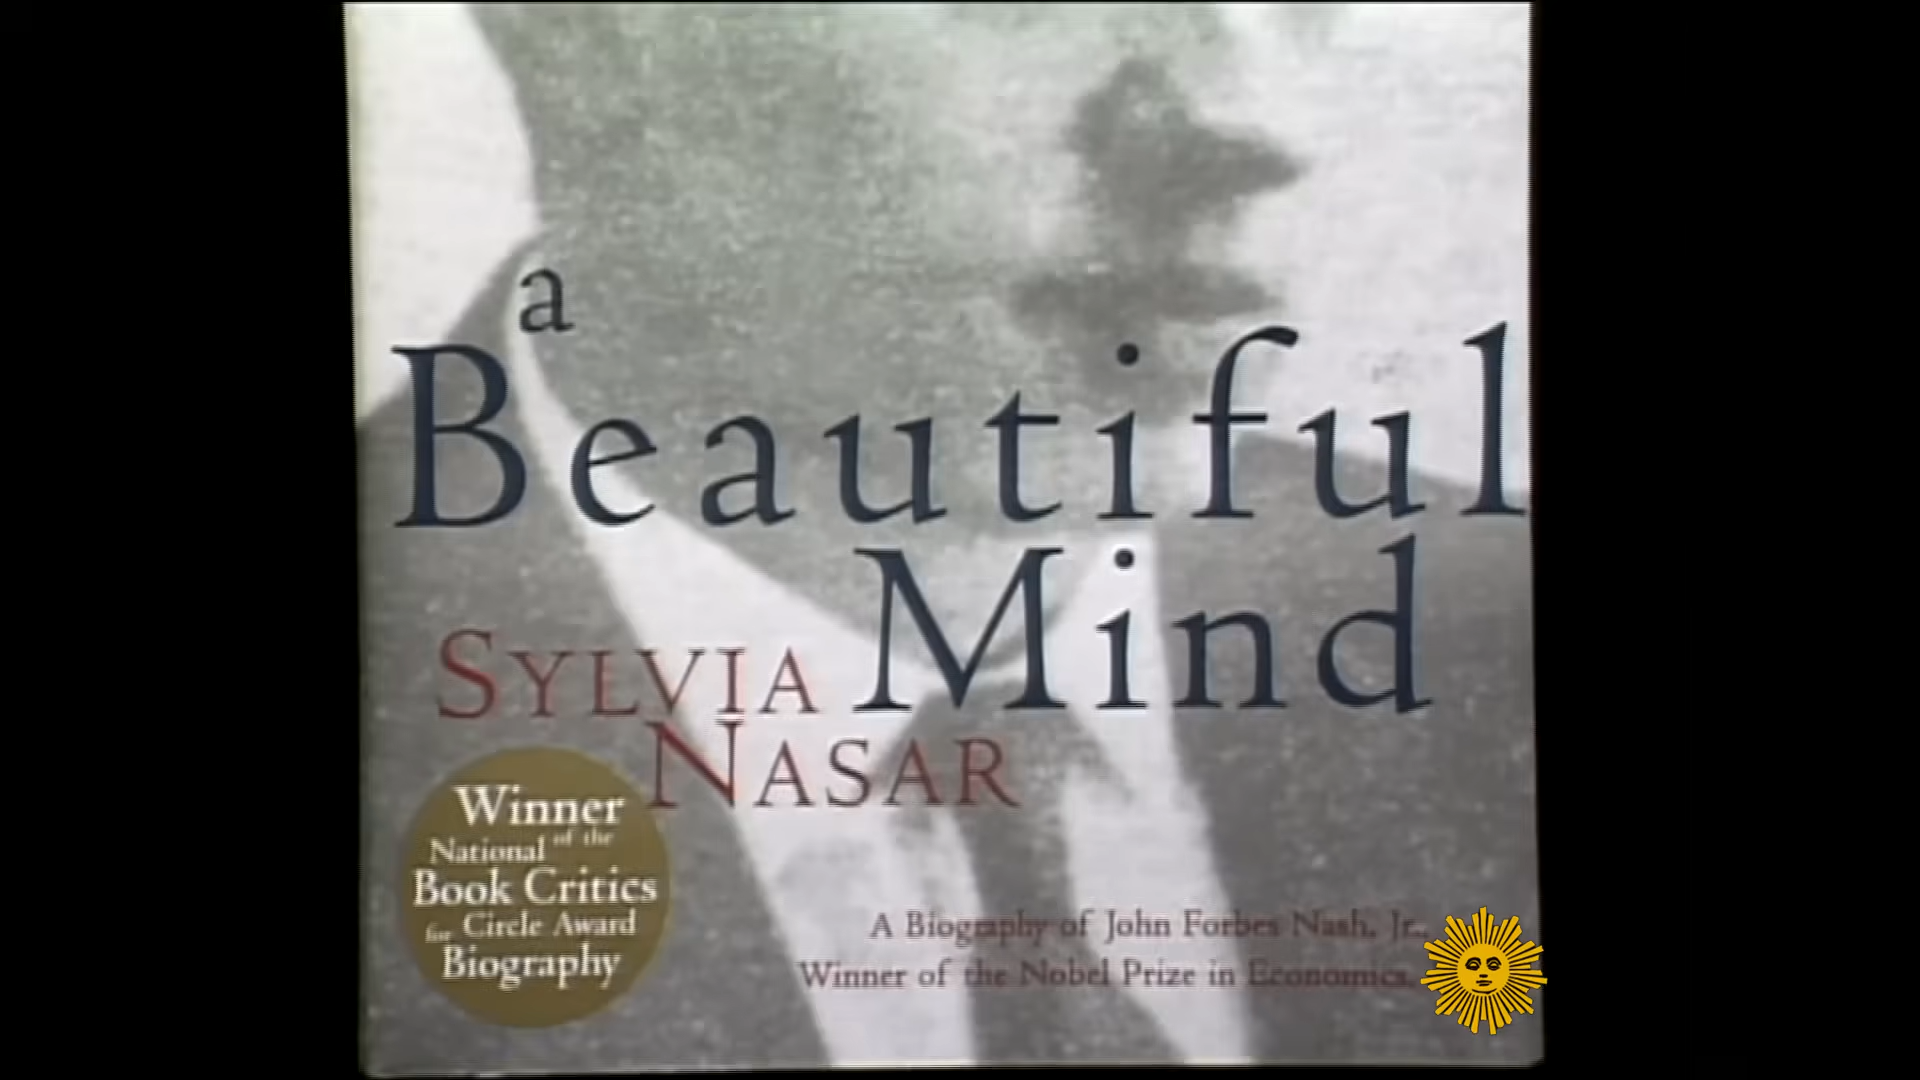 a
Beautiful
Mind
SYLVIA
NASAR
Winner
of the
National
Book Critics
for Circle Award
Biography
A Biography of John Forbes Nash, Jr.,
Winner of the Nobel Prize in Economics,